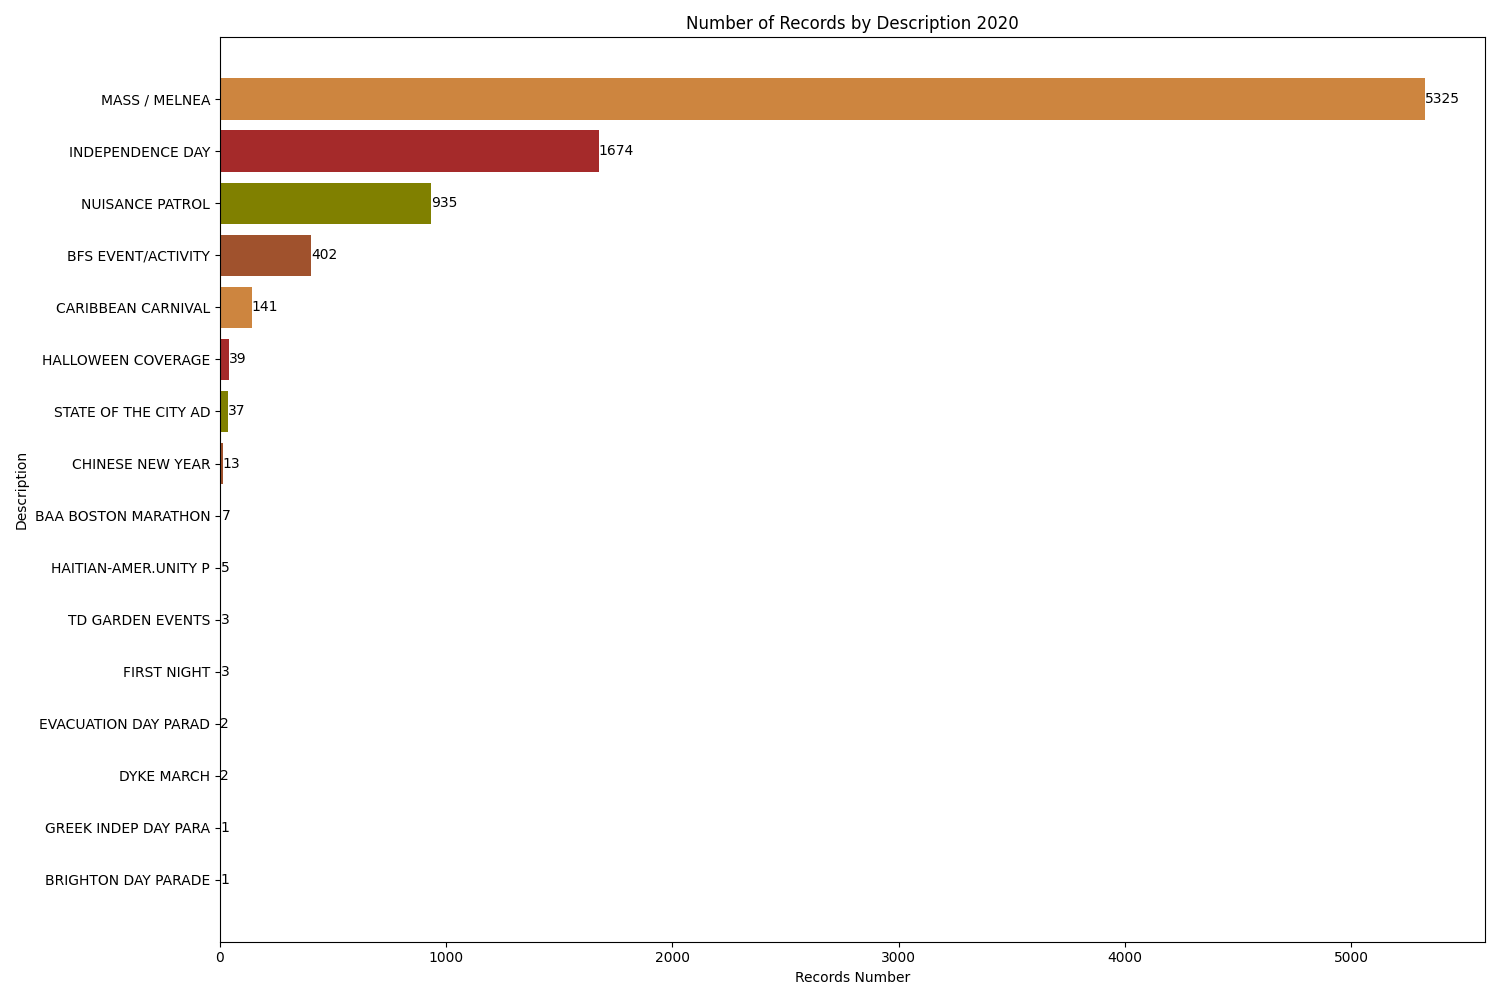 Number of Records by Description 2020
Description
MASS / MELNEA 5325
INDEPENDENCE DAY 1674
NUISANCE PATROL 935
BFS EVENT/ACTIVITY 402
CARIBBEAN CARNIVAL 141
HALLOWEEN COVERAGE 39
STATE OF THE CITY AD 37
CHINESE NEW YEAR 13
BAA BOSTON MARATHON 7
HAITIAN-AMER.UNITY P 5
TD GARDEN EVENTS 3
FIRST NIGHT 3
EVACUATION DAY PARAD 2
DYKE MARCH 2
GREEK INDEP DAY PARA 1
BRIGHTON DAY PARADE 1
0 1000 2000 3000 4000 5000
Records Number